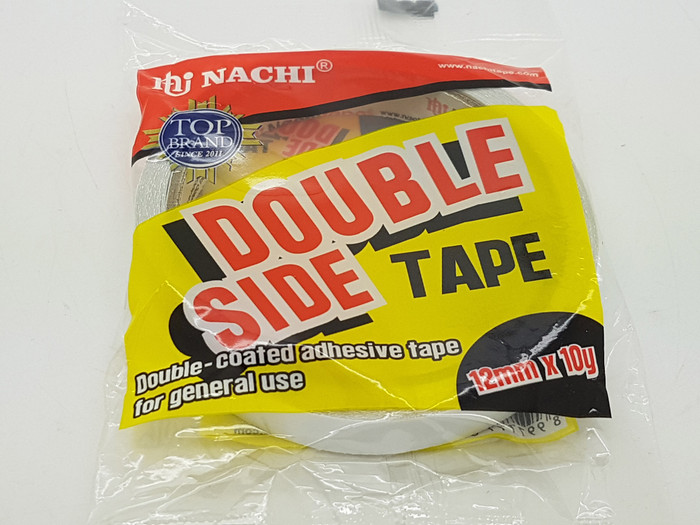 NACHI®
www.nachitape.com
TOP
BRAND
SINCE 2011
DOUBLE
SIDE TAPE
Double-coated adhesive tape
for general use
12mm x 10y